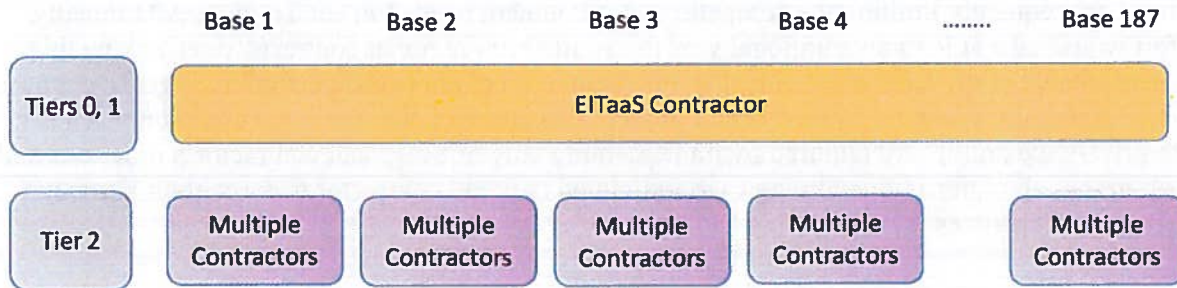 Base 1 Base 2 Base 3 Base 4 ........ Base 187
Tiers 0, 1 EITaaS Contractor
Tier 2
Multiple Contractors
Multiple Contractors
Multiple Contractors
Multiple Contractors
Multiple Contractors